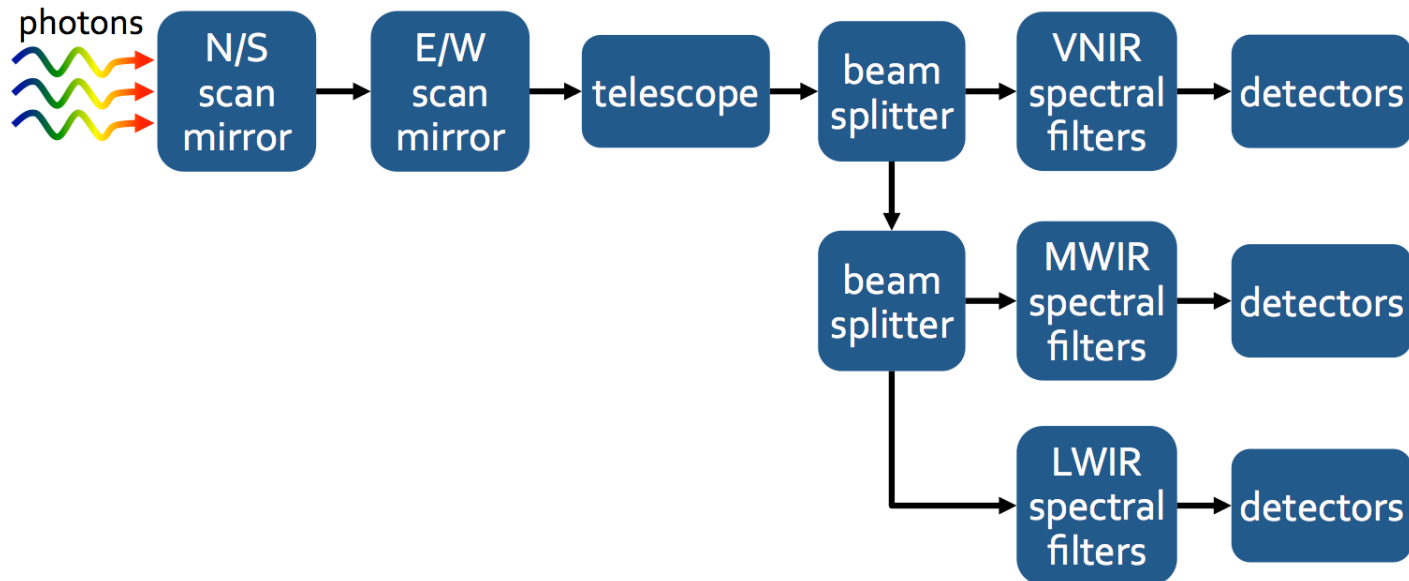 photons
N/S
scan
mirror
E/W
scan
mirror
telescope
beam
splitter
VNIR
spectral
filters
detectors
beam
splitter
MWIR
spectral
filters
detectors
LWIR
spectral
filters
detectors